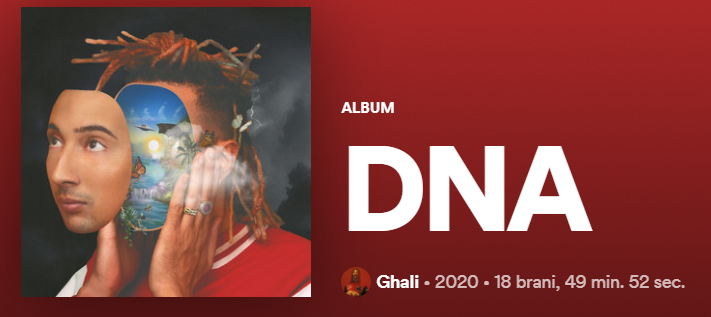 ALBUM
DNA
Ghali • 2020 • 18 brani, 49 min. 52 sec.